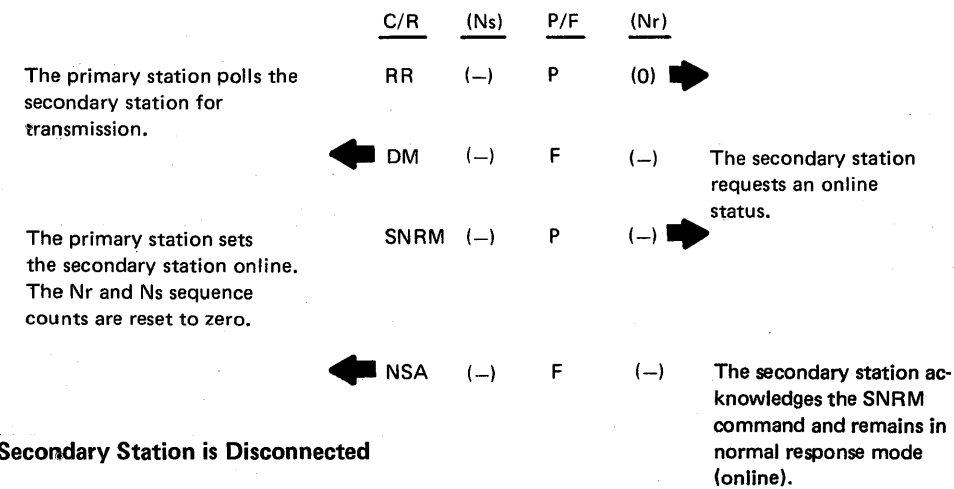 C/R (Ns) P/F (Nr)
The primary station polls the
secondary station for
transmission.
RR (—) P (0)
DM (—) F (—)
The secondary station
requests an online
status.
The primary station sets
the secondary station online.
The Nr and Ns sequence
counts are reset to zero.
SNRM (—) P (—)
NSA (—) F (—)
The secondary station ac-
knowledges the SNRM
command and remains in
normal response mode
(online).
Secondary Station is Disconnected